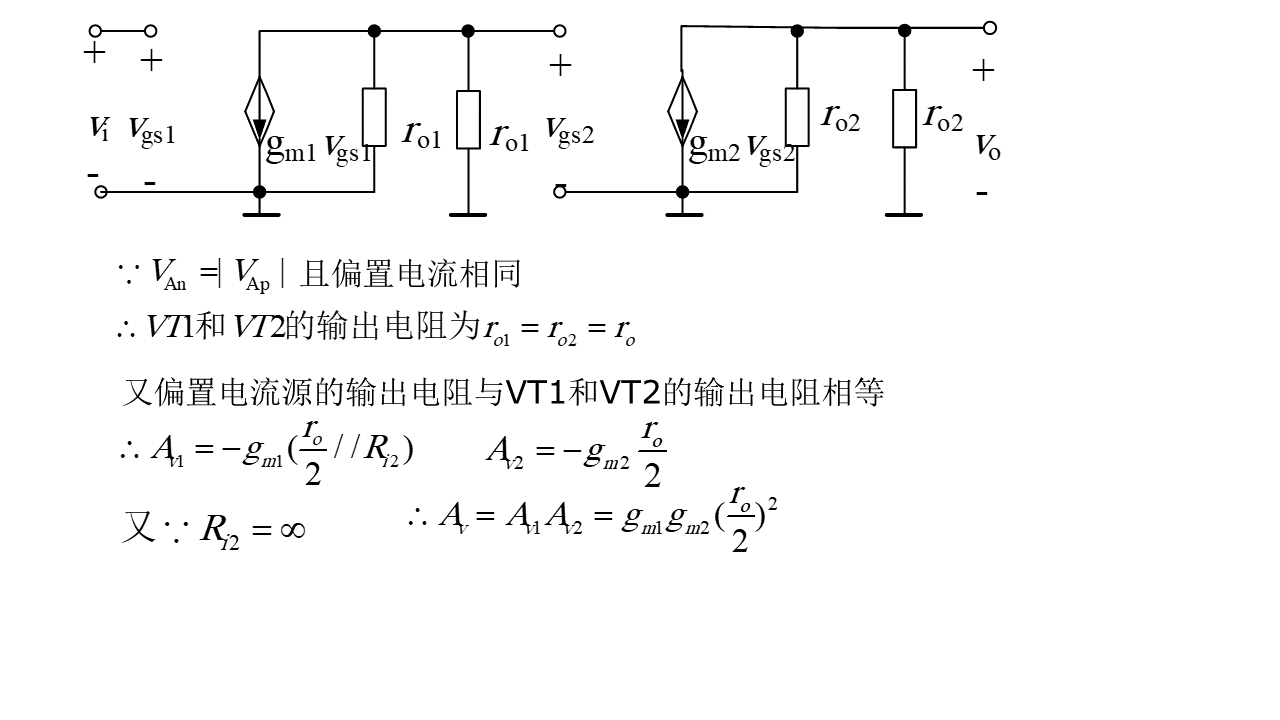 + + + +
vi vgs1 gm1 vgs1 ro1 ro1 vgs2 gm2 vgs2 ro2 ro2 vo
- - - -
∵ VAn =| VAp | 且偏置电流相同
∴ VT1和 VT2的输出电阻为ro1 = ro2 = ro
又偏置电流源的输出电阻与VT1和VT2的输出电阻相等
∴ Av1 = −gm1(ro/2 // Ri2) Av2 = −gm2 ro/2
又∵ Ri2 = ∞ ∴ Av = Av1Av2 = gm1gm2(ro/2)²